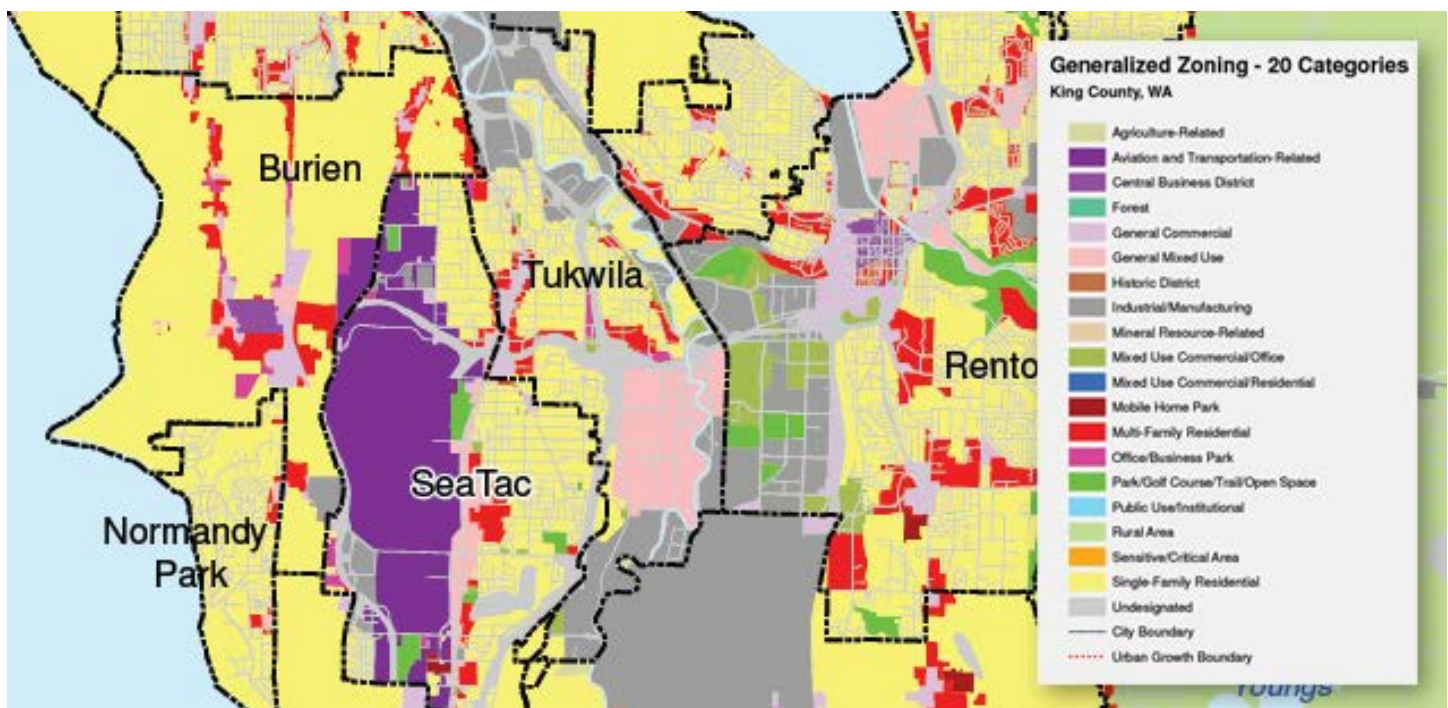 Burien
Tukwila
Rento
SeaTac
Normandy
Park
Generalized Zoning - 20 Categories
King County, WA
Agriculture-Related
Aviation and Transportation-Related
Central Business District
Forest
General Commercial
General Mixed Use
Historic District
Industrial/Manufacturing
Mineral Resource-Related
Mixed Use Commercial/Office
Mixed Use Commercial/Residential
Mobile Home Park
Multi-Family Residential
Office/Business Park
Park/Golf Course/Trail/Open Space
Public Use/Institutional
Rural Area
Sensitive/Critical Area
Single-Family Residential
Undesignated
City Boundary
Urban Growth Boundary
Youngs